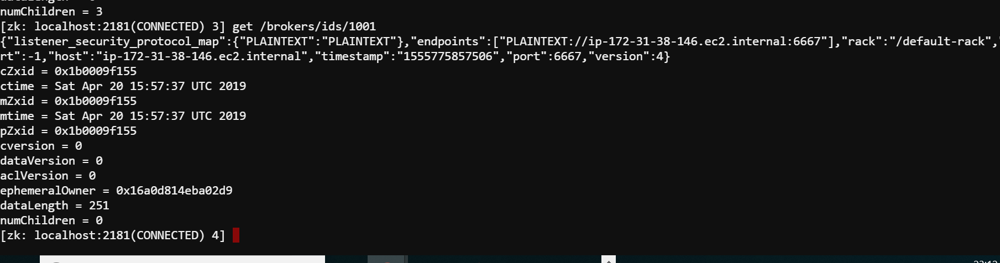 numChildren = 3
[zk: localhost:2181(CONNECTED) 3] get /brokers/ids/1001
{"listener_security_protocol_map":{"PLAINTEXT":"PLAINTEXT"},"endpoints":["PLAINTEXT://ip-172-31-38-146.ec2.internal:6667"],"rack":"/default-rack",
rt":-1,"host":"ip-172-31-38-146.ec2.internal","timestamp":"1555775857506","port":6667,"version":4}
cZxid = 0x1b0009f155
ctime = Sat Apr 20 15:57:37 UTC 2019
mZxid = 0x1b0009f155
mtime = Sat Apr 20 15:57:37 UTC 2019
pZxid = 0x1b0009f155
cversion = 0
dataVersion = 0
aclVersion = 0
ephemeralOwner = 0x16a0d814eba02d9
dataLength = 251
numChildren = 0
[zk: localhost:2181(CONNECTED) 4]